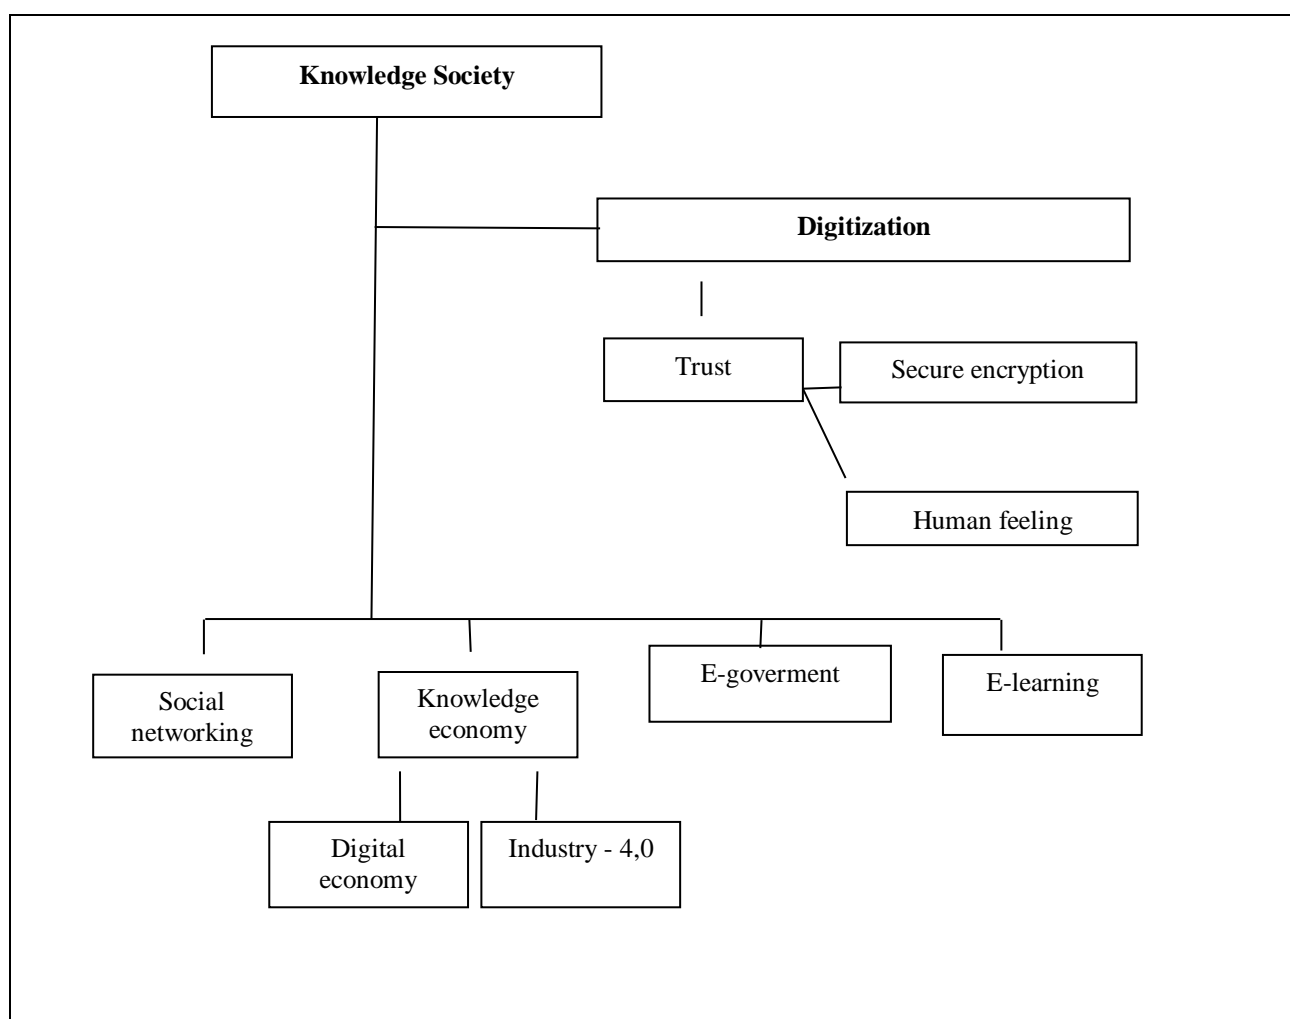 Knowledge Society
Digitization
Trust
Secure encryption
Human feeling
Social
networking
Knowledge
economy
E-goverment
E-learning
Digital
economy
Industry - 4,0